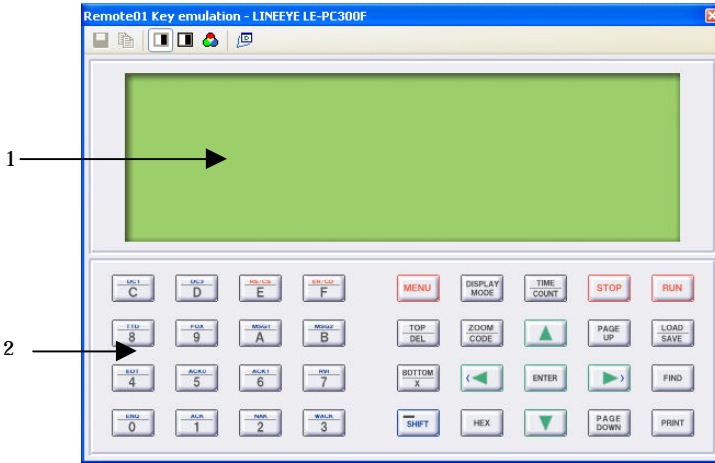 Remote01 Key emulation - LINEEYE LE-PC300F
1
DC1 DC3 RS/CS ER/CD
C D E F MENU DISPLAY MODE TIME COUNT STOP RUN
TTD FOX MSG1 MSG2
8 9 A B TOP DEL ZOOM CODE PAGE UP LOAD SAVE
2
EOT ACK0 ACK1 RVI
4 5 6 7 BOTTOM X ENTER FIND
ENQ ACK NAK WACK
0 1 2 3 SHIFT HEX PAGE DOWN PRINT